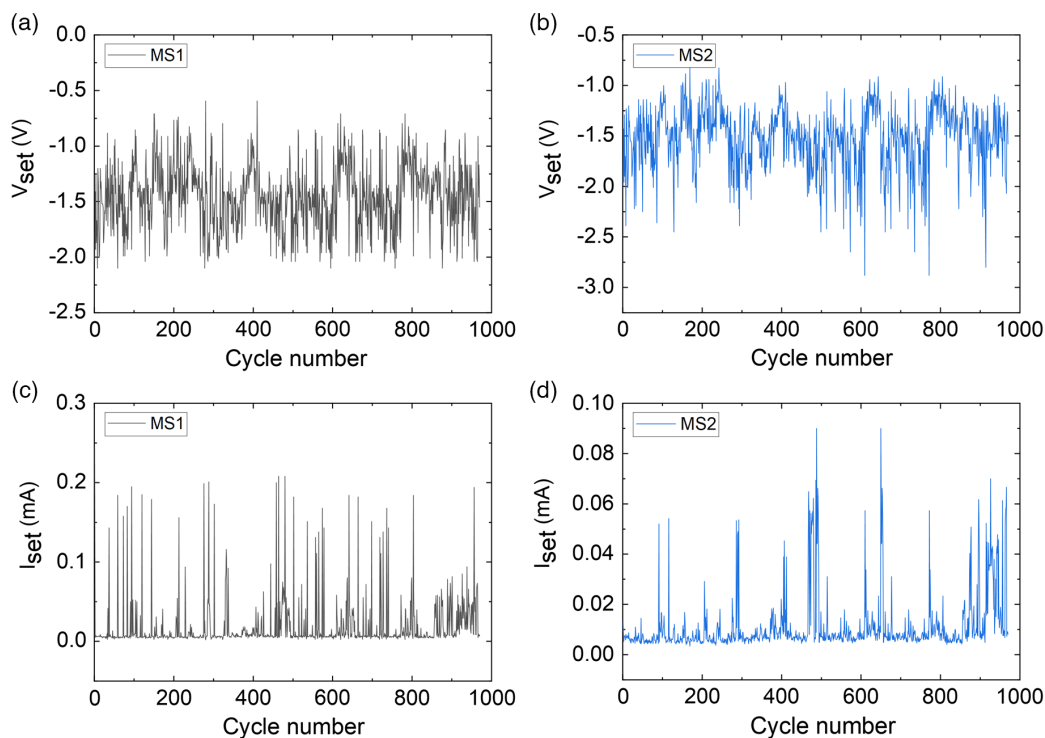 (a)
MS1
0.0
-0.5
-1.0
-1.5
-2.0
-2.5
Vset (V)
0 200 400 600 800 1000
Cycle number
(b)
MS2
-0.5
-1.0
-1.5
-2.0
-2.5
-3.0
Vset (V)
0 200 400 600 800 1000
Cycle number
(c)
MS1
0.3
0.2
0.1
0.0
Iset (mA)
0 200 400 600 800 1000
Cycle number
(d)
MS2
0.10
0.08
0.06
0.04
0.02
0.00
Iset (mA)
0 200 400 600 800 1000
Cycle number